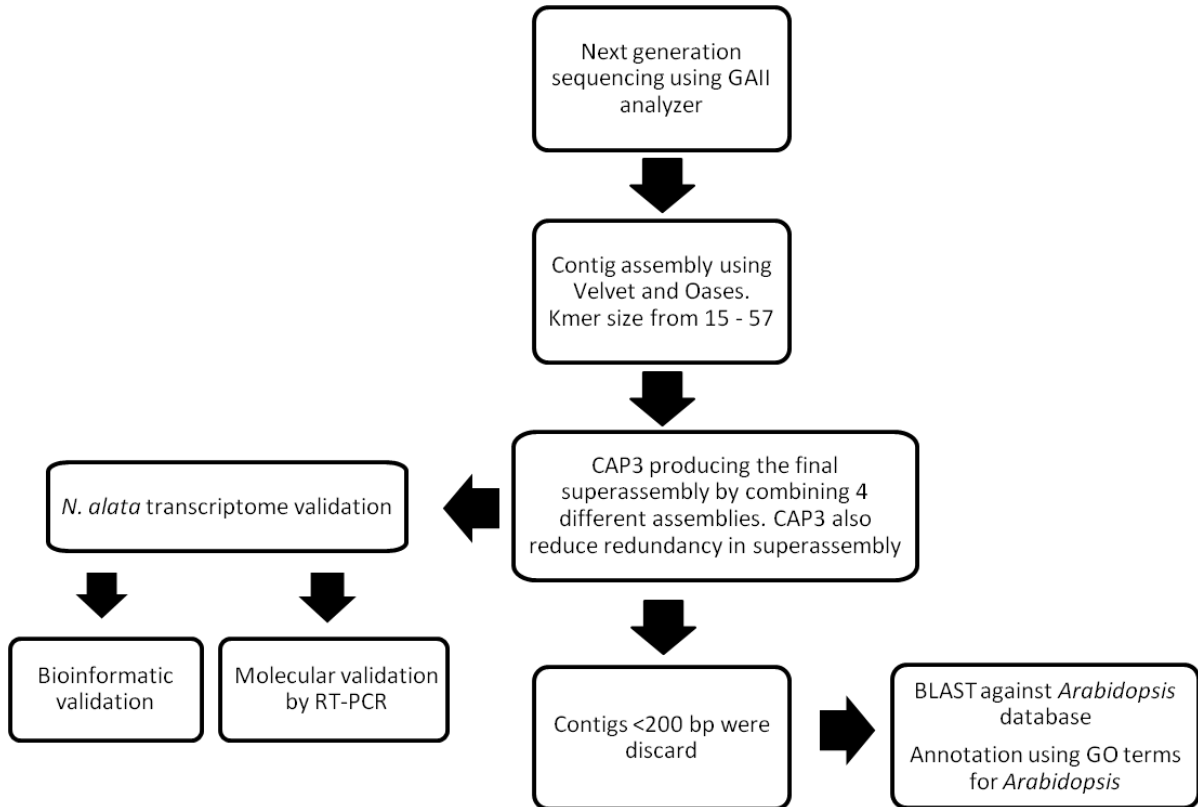 Next generation
sequencing using GAII
analyzer
Contig assembly using
Velvet and Oases.
Kmer size from 15 - 57
CAP3 producing the final
superassembly by combining 4
different assemblies. CAP3 also
reduce redundancy in superassembly
N. alata transcriptome validation
Bioinformatic
validation
Molecular validation
by RT-PCR
Contigs <200 bp were
discard
BLAST against Arabidopsis
database
Annotation using GO terms
for Arabidopsis